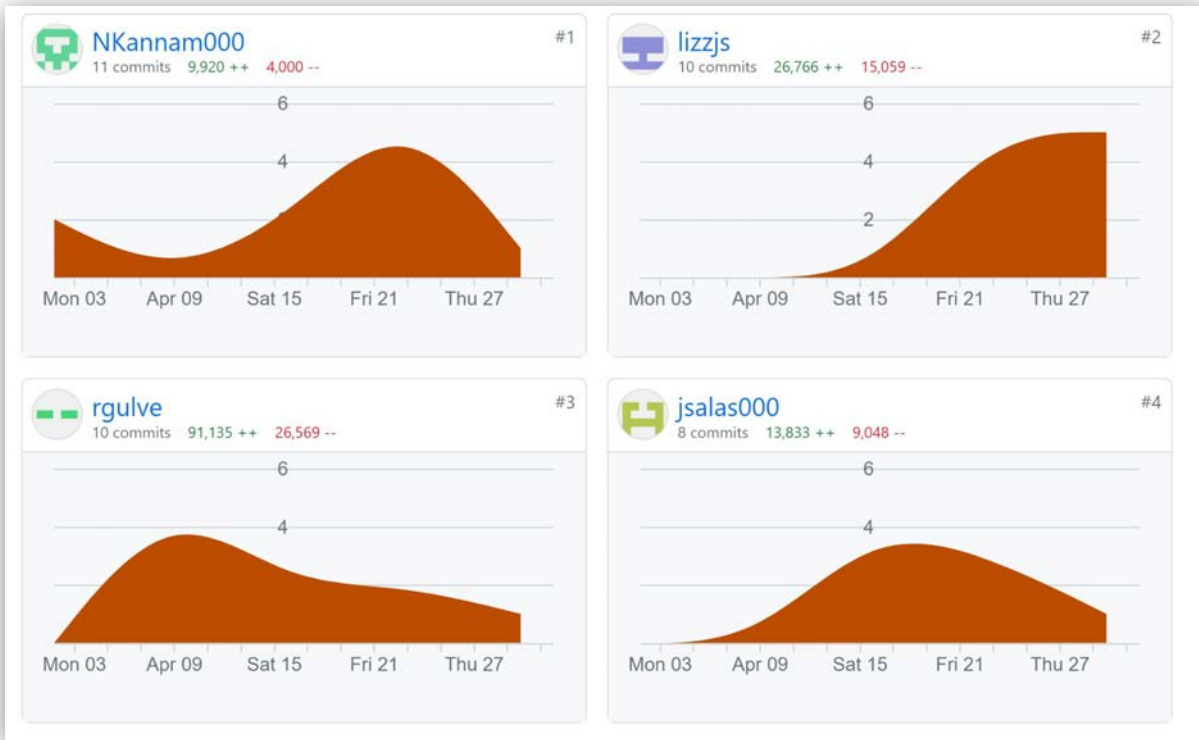 NKannam000 #1
11 commits 9,920 ++ 4,000 --
6
4
Mon 03 Apr 09 Sat 15 Fri 21 Thu 27
lizzjs #2
10 commits 26,766 ++ 15,059 --
6
4
2
Mon 03 Apr 09 Sat 15 Fri 21 Thu 27
rgulve #3
10 commits 91,135 ++ 26,569 --
6
4
Mon 03 Apr 09 Sat 15 Fri 21 Thu 27
jsalas000 #4
8 commits 13,833 ++ 9,048 --
6
4
Mon 03 Apr 09 Sat 15 Fri 21 Thu 27